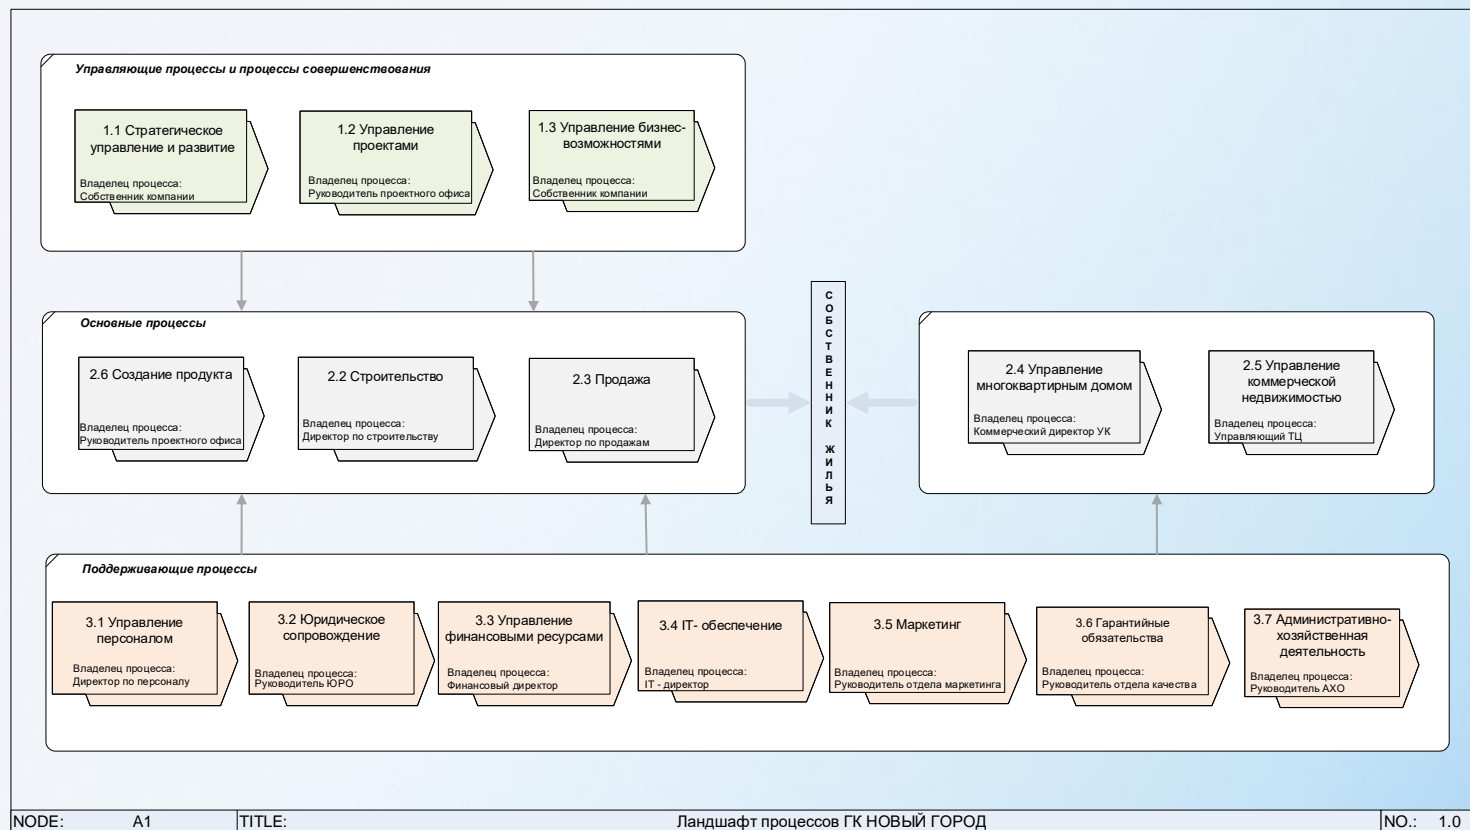 Управляющие процессы и процессы совершенствования
1.1 Стратегическое
управление и развитие
Владелец процесса:
Собственник компании
1.2 Управление
проектами
Владелец процесса:
Руководитель проектного офиса
1.3 Управление бизнес-
возможностями
Владелец процесса:
Собственник компании
Основные процессы
2.6 Создание продукта
Владелец процесса:
Руководитель проектного офиса
2.2 Строительство
Владелец процесса:
Директор по строительству
2.3 Продажа
Владелец процесса:
Директор по продажам
СОБСТВЕННИК ЖИЛЬЯ
2.4 Управление
многоквартирным домом
Владелец процесса:
Коммерческий директор УК
2.5 Управление
коммерческой
недвижимостью
Владелец процесса:
Управляющий ТЦ
Поддерживающие процессы
3.1 Управление
персоналом
Владелец процесса:
Директор по персоналу
3.2 Юридическое
сопровождение
Владелец процесса:
Руководитель ЮРО
3.3 Управление
финансовыми ресурсами
Владелец процесса:
Финансовый директор
3.4 IT- обеспечение
Владелец процесса:
IT - директор
3.5 Маркетинг
Владелец процесса:
Руководитель отдела маркетинга
3.6 Гарантийные
обязательства
Владелец процесса:
Руководитель отдела качества
3.7 Административно-
хозяйственная
деятельность
Владелец процесса:
Руководитель АХО
NODE: A1 TITLE: Ландшафт процессов ГК НОВЫЙ ГОРОД NO.: 1.0